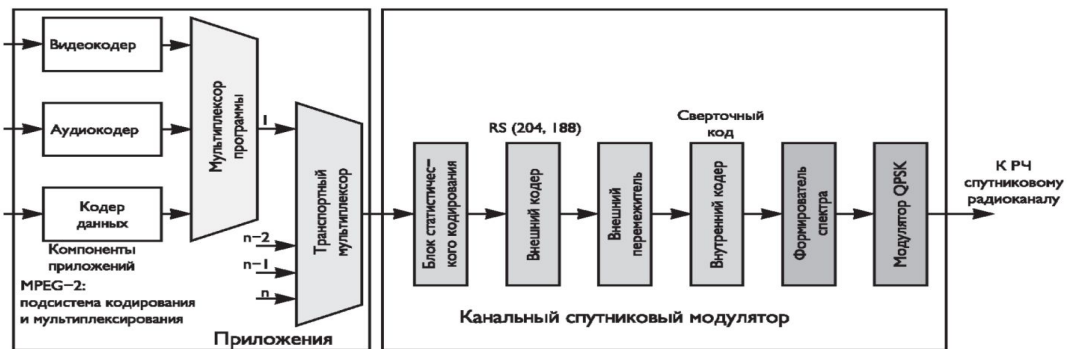 Видеокодер
Аудиокодер
Кодер
данных
Компоненты
приложений
MPEG–2:
подсистема кодирования
и мультиплексирования
Мультиплексор
программы
1
n–2
n–1
n
Транспортный
мультиплексор
Приложения
Блок статистичес–
кого кодирования
RS (204, 188)
Внешний кодер
Внешний
перемежитель
Сверточный
код
Внутренний кодер
Формирователь
спектра
Модулятор QPSK
К РЧ
спутниковому
радиоканалу
Канальный спутниковый модулятор